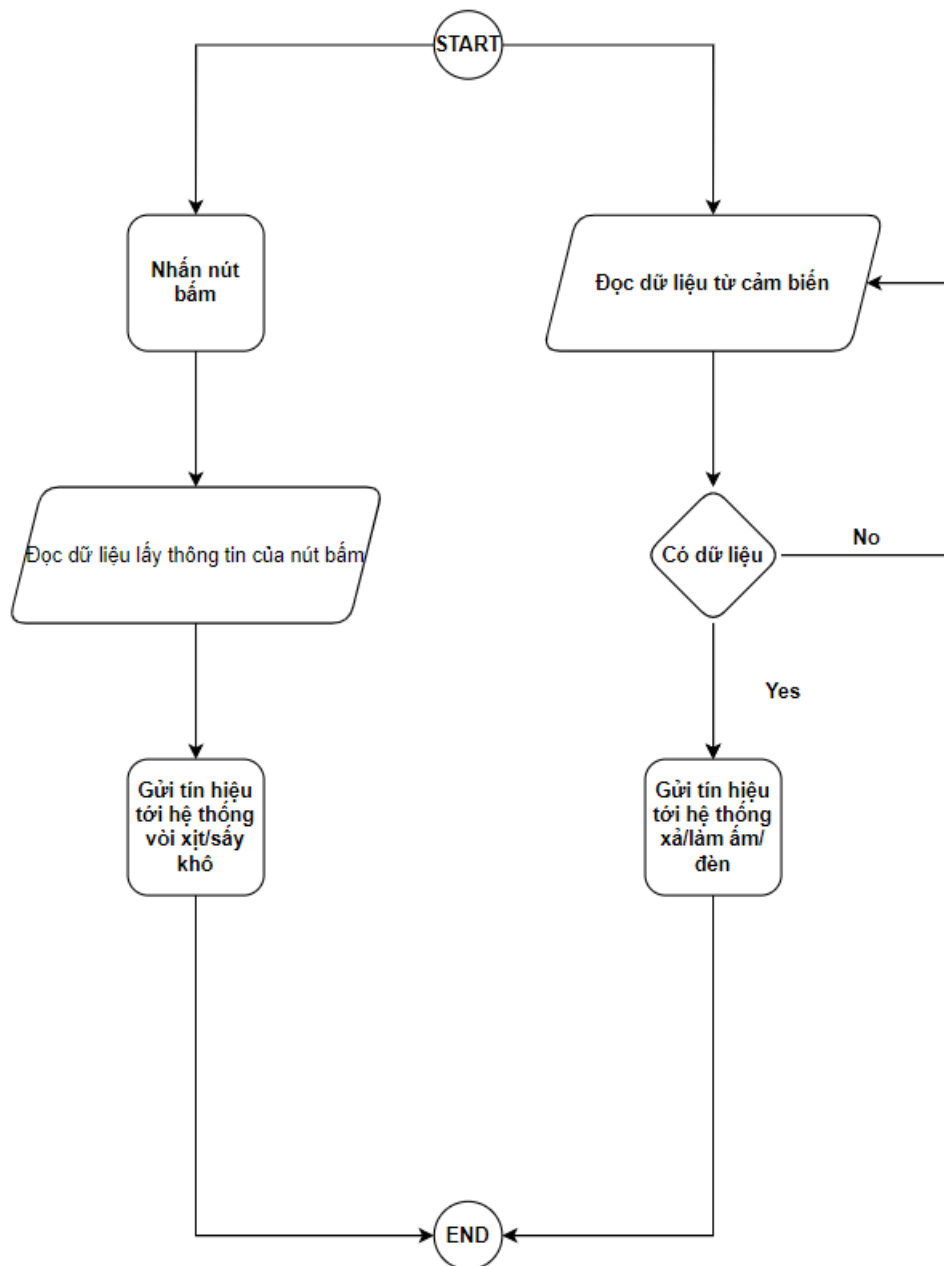 START
Nhấn nút
bấm
Đọc dữ liệu từ cảm biến
Đọc dữ liệu lấy thông tin của nút bấm
Có dữ liệu
No
Yes
Gửi tín hiệu
tới hệ thống
vòi xịt/sấy
khô
Gửi tín hiệu
tới hệ thống
xả/làm ấm/
đèn
END